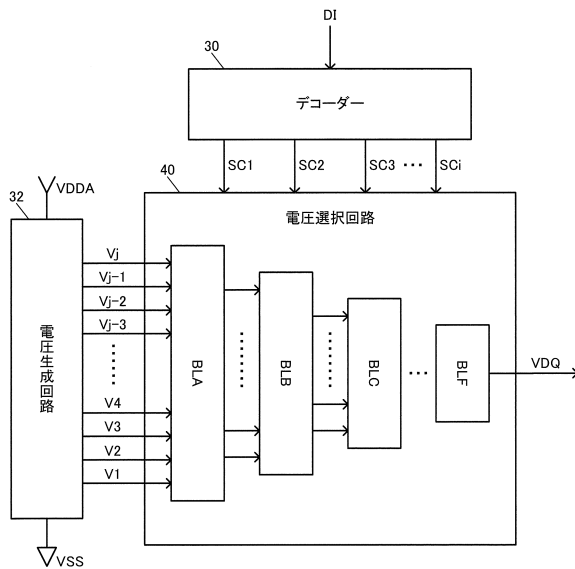 DI
30
デコーダー
SC1
SC2
SC3
・・・
SCi
VDDA
32
40
電圧選択回路
電圧生成回路
Vj
Vj-1
Vj-2
Vj-3
V4
V3
V2
V1
BLA
BLB
BLC
・・・
BLF
VDQ
VSS